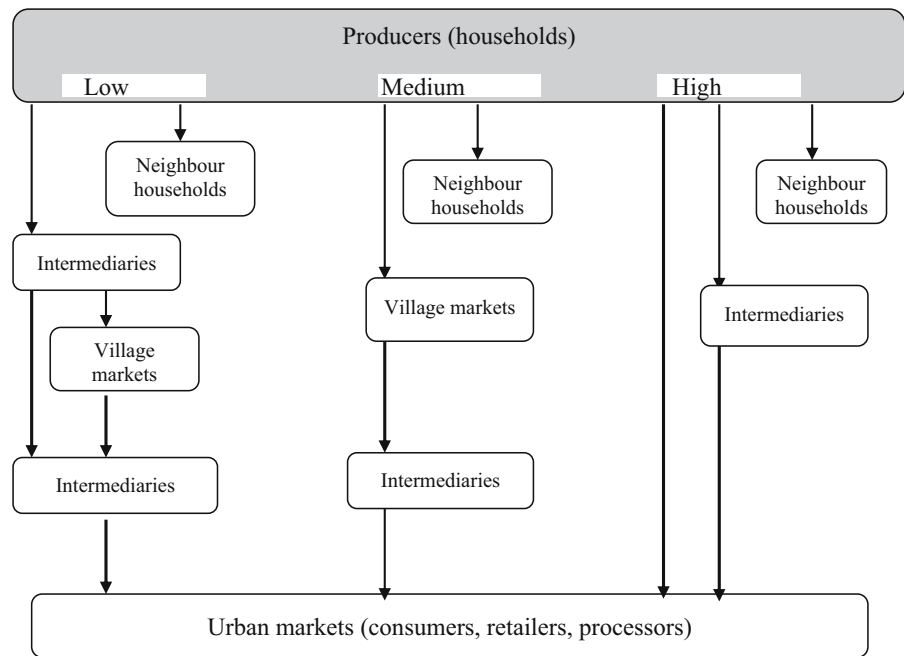 Producers (households)
Low
Medium
High
Neighbour
households
Neighbour
households
Neighbour
households
Intermediaries
Village markets
Intermediaries
Village
markets
Intermediaries
Intermediaries
Urban markets (consumers, retailers, processors)